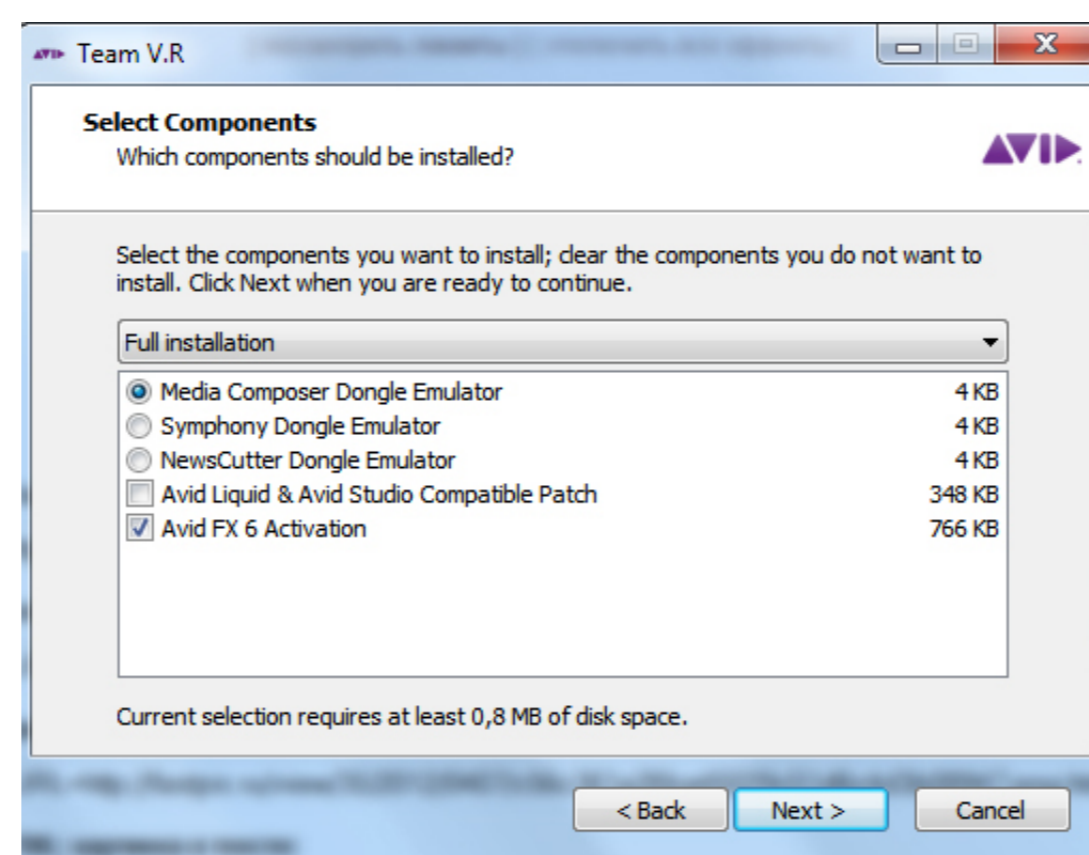 Team V.R
Select Components
Which components should be installed?
AVID
Select the components you want to install; clear the components you do not want to
install. Click Next when you are ready to continue.
Full installation
Media Composer Dongle Emulator 4 KB
Symphony Dongle Emulator 4 KB
NewsCutter Dongle Emulator 4 KB
Avid Liquid & Avid Studio Compatible Patch 348 KB
Avid FX 6 Activation 766 KB
Current selection requires at least 0,8 MB of disk space.
< Back Next > Cancel